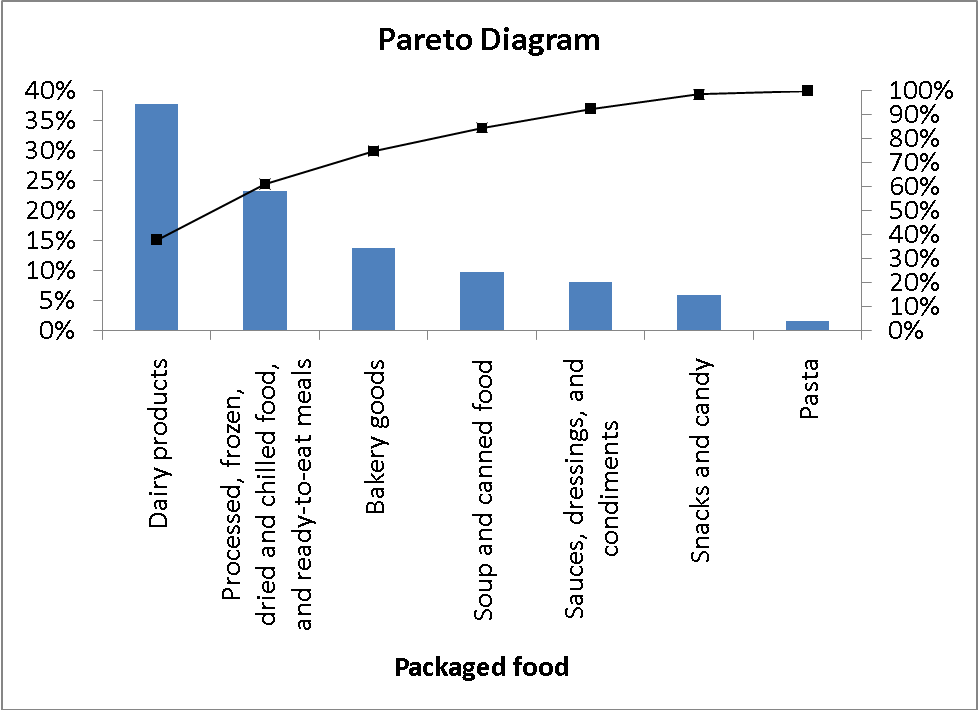 Pareto Diagram
40%
35%
30%
25%
20%
15%
10%
5%
0%
100%
90%
80%
70%
60%
50%
40%
30%
20%
10%
0%
Dairy products
Processed, frozen,
dried and chilled food,
and ready-to-eat meals
Bakery goods
Soup and canned food
Sauces, dressings, and
condiments
Snacks and candy
Pasta
Packaged food